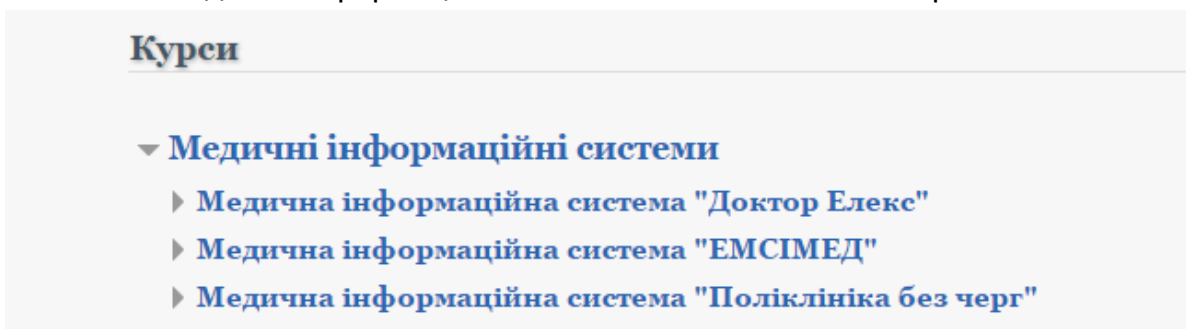 Курси
Медичні інформаційні системи
Медична інформаційна система "Доктор Елекс"
Медична інформаційна система "ЕМСІМЕД"
Медична інформаційна система "Поліклініка без черг"